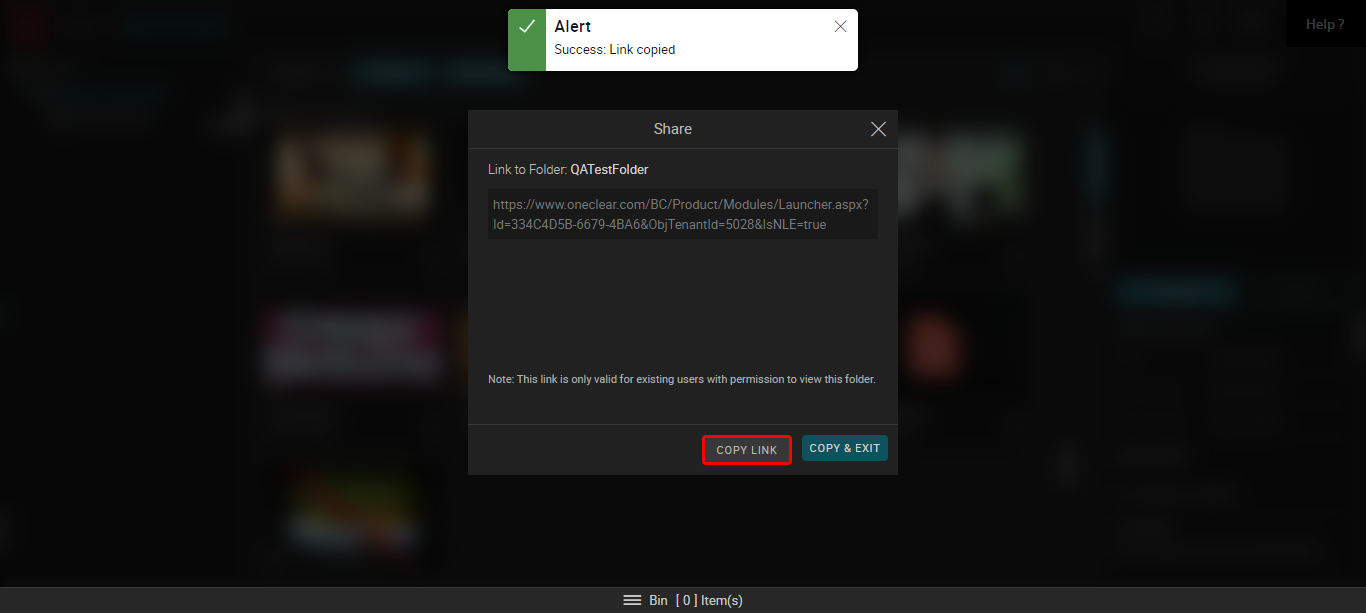 Alert
Success: Link copied
Help ?
Share
Link to Folder: QATestFolder
https://www.oneclear.com/BC/Product/Modules/Launcher.aspx?
Id=334C4D5B-6679-4BA6&ObjTenantId=5028&IsNLE=true
Note: This link is only valid for existing users with permission to view this folder.
COPY LINK
COPY & EXIT
Bin [ 0 ] Item(s)